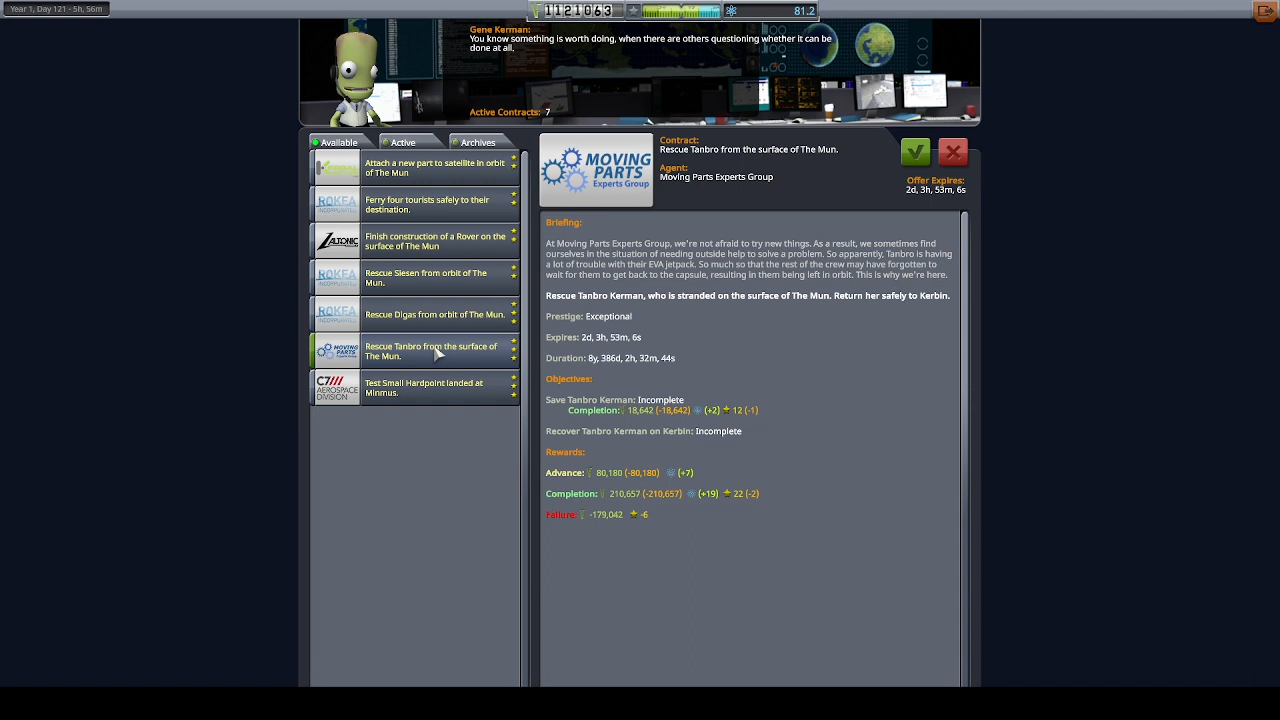 Year 1, Day 121 - 5h, 56m
1121063
81.2
Gene Kerman:
You know something is worth doing, when there are others questioning whether it can be
done at all.
Active Contracts: 7
Available
Active
Archives
Attach a new part to satellite in orbit
of The Mun
ROKEA
INCORPORATED
Ferry four tourists safely to their
destination.
ZALTONIC
Finish construction of a Rover on the
surface of The Mun
ROKEA
INCORPORATED
Rescue Siesen from orbit of The
Mun.
ROKEA
INCORPORATED
Rescue Digas from orbit of The Mun.
MOVING
PARTS
Rescue Tanbro from the surface of
The Mun.
C7
AEROSPACE
DIVISION
Test Small Hardpoint landed at
Minmus.
MOVING
PARTS
Experts Group
Contract:
Rescue Tanbro from the surface of The Mun.
Agent:
Moving Parts Experts Group
Offer Expires:
2d, 3h, 53m, 6s
Briefing:
At Moving Parts Experts Group, we're not afraid to try new things. As a result, we sometimes find
ourselves in the situation of needing outside help to solve a problem. So apparently, Tanbro is having
a lot of trouble with their EVA jetpack. So much so that the rest of the crew may have forgotten to
wait for them to get back to the capsule, resulting in them being left in orbit. This is why we're here.
Rescue Tanbro Kerman, who is stranded on the surface of The Mun. Return her safely to Kerbin.
Prestige: Exceptional
Expires: 2d, 3h, 53m, 6s
Duration: 8y, 386d, 2h, 32m, 44s
Objectives:
Save Tanbro Kerman: Incomplete
Completion: 18,642 (-18,642) (+2) 12 (-1)
Recover Tanbro Kerman on Kerbin: Incomplete
Rewards:
Advance: 80,180 (-80,180) (+7)
Completion: 210,657 (-210,657) (+19) 22 (-2)
Failure: -179,042 -6